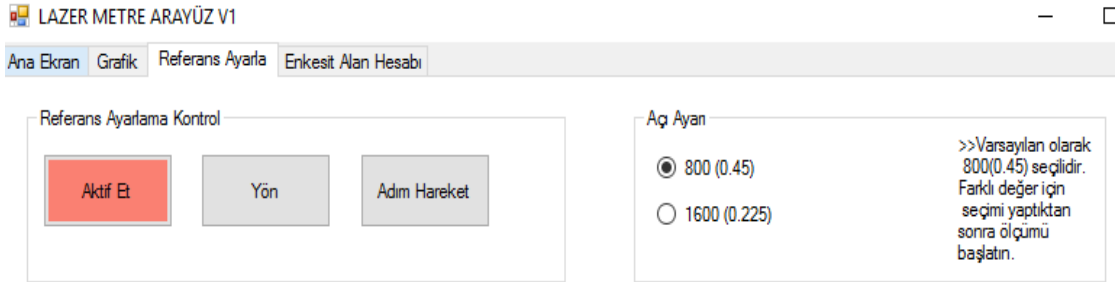 LAZER METRE ARAYÜZ V1
Ana Ekran Grafik Referans Ayarla Enkesit Alan Hesabı
Referans Ayarlama Kontrol
Aktif Et Yön Adım Hareket
Açı Ayarı
800 (0.45)
1600 (0.225)
>>Varsayılan olarak
800(0.45) seçilidir.
Farklı değer için
seçimi yaptıktan
sonra ölçümü
başlatın.